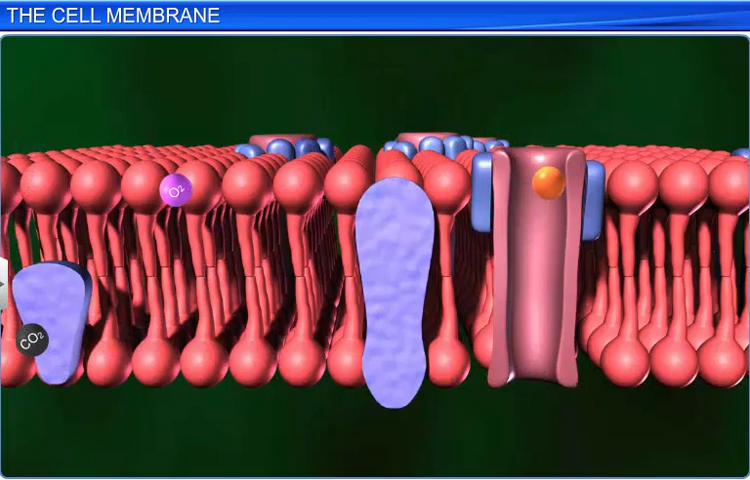 THE CELL MEMBRANE
O₂
CO₂